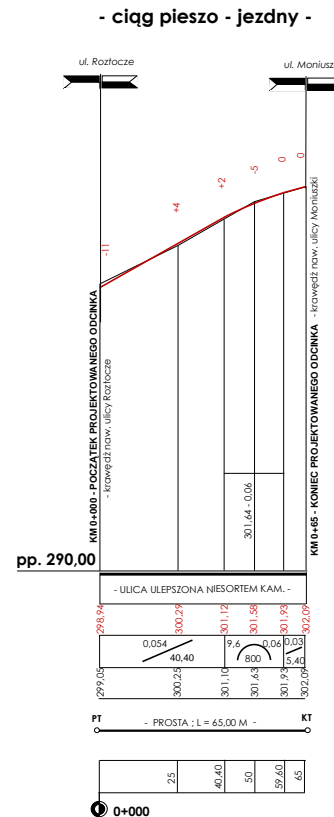 - ciąg pieszo - jezdny -
ul. Roztocze
ul. Moniusz
-11
+4
+2
-5
0
0
KM 0+000 - POCZĄTEK PROJEKTOWANEGO ODCINKA
- krawędź naw. ulicy Roztocze
KM 0+65 - KONIEC PROJEKTOWANEGO ODCINKA
- krawędź naw. ulicy Moniuszki
301,64 - 0,06
pp. 290,00
- ULICA ULEPSZONA NIESORTEM KAM. -
298,94
300,29
301,12
301,58
301,93
302,09
0,054
40,40
9,6
0,06
800
0,03
5,40
299,05
300,25
301,10
301,63
301,93
302,09
PT
- PROSTA ; L = 65,00 M -
KT
25
40,40
50
59,60
65
0+000